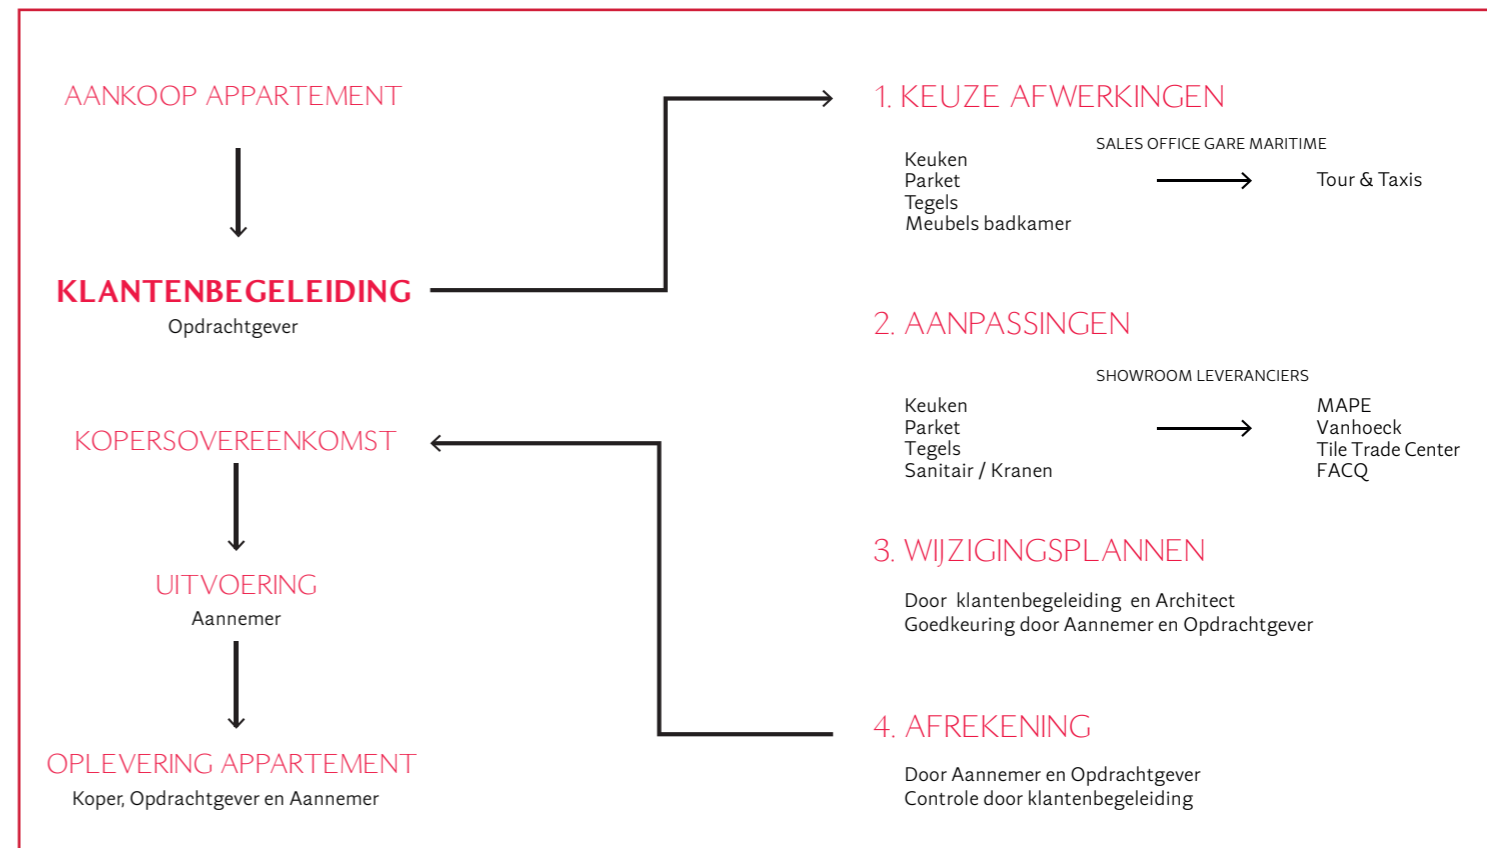 AANKOOP APPARTEMENT
KLANTENBEGELEIDING
Opdrachtgever
KOPERSOVEREENKOMST
UITVOERING
Aannemer
OPLEVERING APPARTEMENT
Koper, Opdrachtgever en Aannemer
1. KEUZE AFWERKINGEN
SALES OFFICE GARE MARITIME
Keuken
Parket
Tegels
Meubels badkamer
Tour & Taxis
2. AANPASSINGEN
SHOWROOM LEVERANCIERS
Keuken
Parket
Tegels
Sanitair / Kranen
MAPE
Vanhoeck
Tile Trade Center
FACQ
3. WIJZIGINGSPLANNEN
Door klantenbegeleiding en Architect
Goedkeuring door Aannemer en Opdrachtgever
4. AFREKENING
Door Aannemer en Opdrachtgever
Controle door klantenbegeleiding